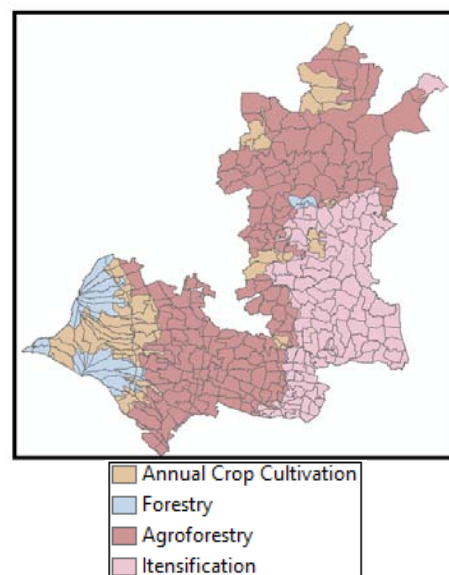 Annual Crop Cultivation
Forestry
Agroforestry
Itensification